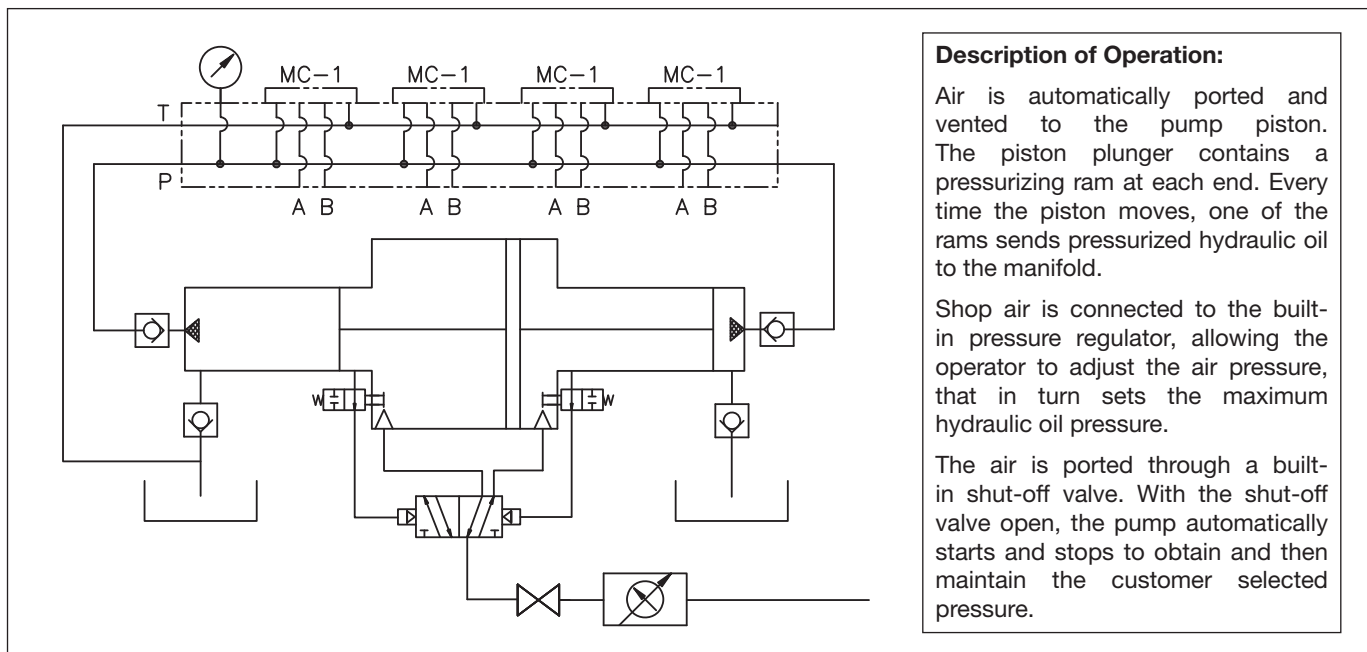 MC-1 MC-1 MC-1 MC-1
T
P
A B A B A B A B
Description of Operation:
Air is automatically ported and
vented to the pump piston.
The piston plunger contains a
pressurizing ram at each end. Every
time the piston moves, one of the
rams sends pressurized hydraulic oil
to the manifold.
Shop air is connected to the built-
in pressure regulator, allowing the
operator to adjust the air pressure,
that in turn sets the maximum
hydraulic oil pressure.
The air is ported through a built-
in shut-off valve. With the shut-off
valve open, the pump automatically
starts and stops to obtain and then
maintain the customer selected
pressure.